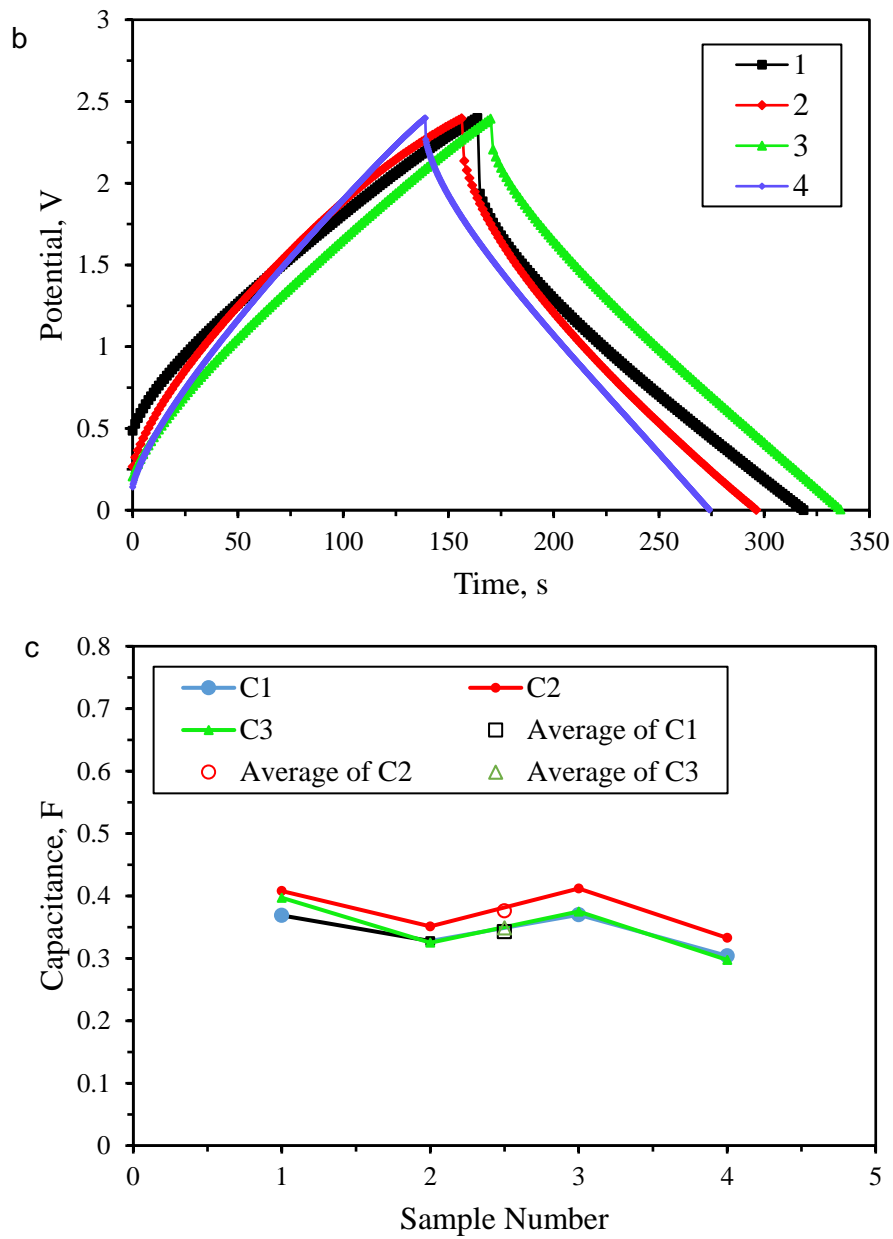 b
3
2.5
2
1.5
1
0.5
0
Potential, V
1
2
3
4
0 50 100 150 200 250 300 350
Time, s
c
0.8
0.7
0.6
0.5
0.4
0.3
0.2
0.1
0
Capacitance, F
C1 C2
C3 Average of C1
Average of C2 Average of C3
0 1 2 3 4 5
Sample Number